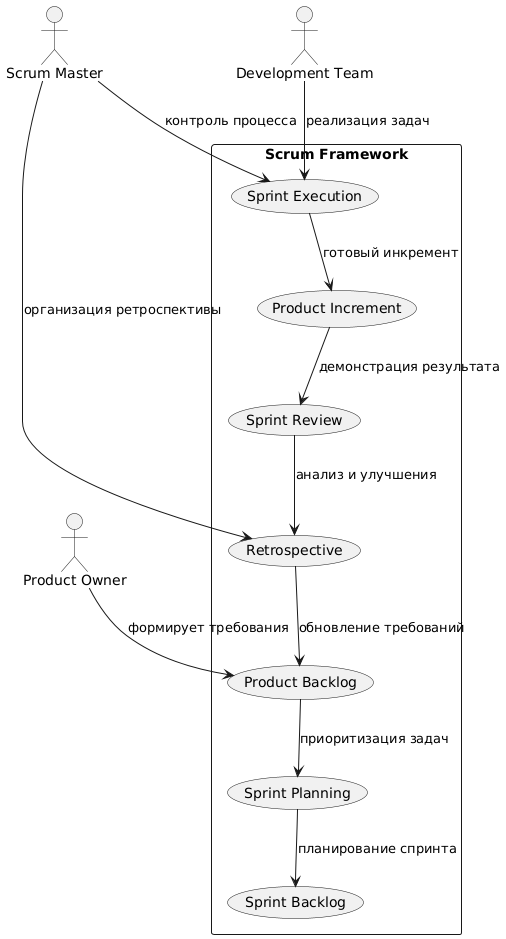 Scrum Master
Development Team
контроль процесса
реализация задач
Scrum Framework
Sprint Execution
готовый инкремент
организация ретроспективы
Product Increment
демонстрация результата
Sprint Review
анализ и улучшения
Retrospective
Product Owner
формирует требования
обновление требований
Product Backlog
приоритизация задач
Sprint Planning
планирование спринта
Sprint Backlog